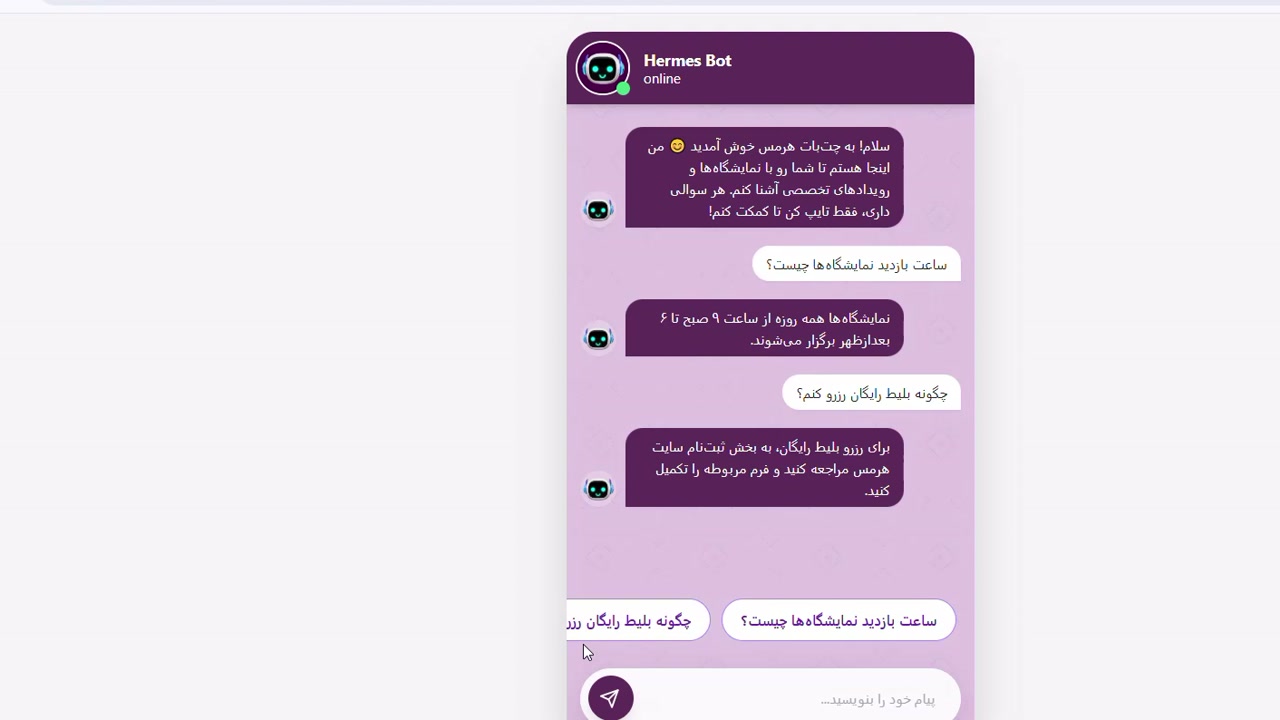 Hermes Bot
online
سلام! به چت‌بات هرمس خوش آمدید 😊 من
اینجا هستم تا شما رو با نمایشگاه‌ها و
رویدادهای تخصصی آشنا کنم. هر سوالی
داری، فقط تایپ کن تا کمکت کنم!
ساعت بازدید نمایشگاه‌ها چیست؟
نمایشگاه‌ها همه روزه از ساعت ۹ صبح تا ۶
بعدازظهر برگزار می‌شوند.
چگونه بلیط رایگان رزرو کنم؟
برای رزرو بلیط رایگان، به بخش ثبت‌نام سایت
هرمس مراجعه کنید و فرم مربوطه را تکمیل
کنید.
ساعت بازدید نمایشگاه‌ها چیست؟
چگونه بلیط رایگان
پیام خود را بنویسید...